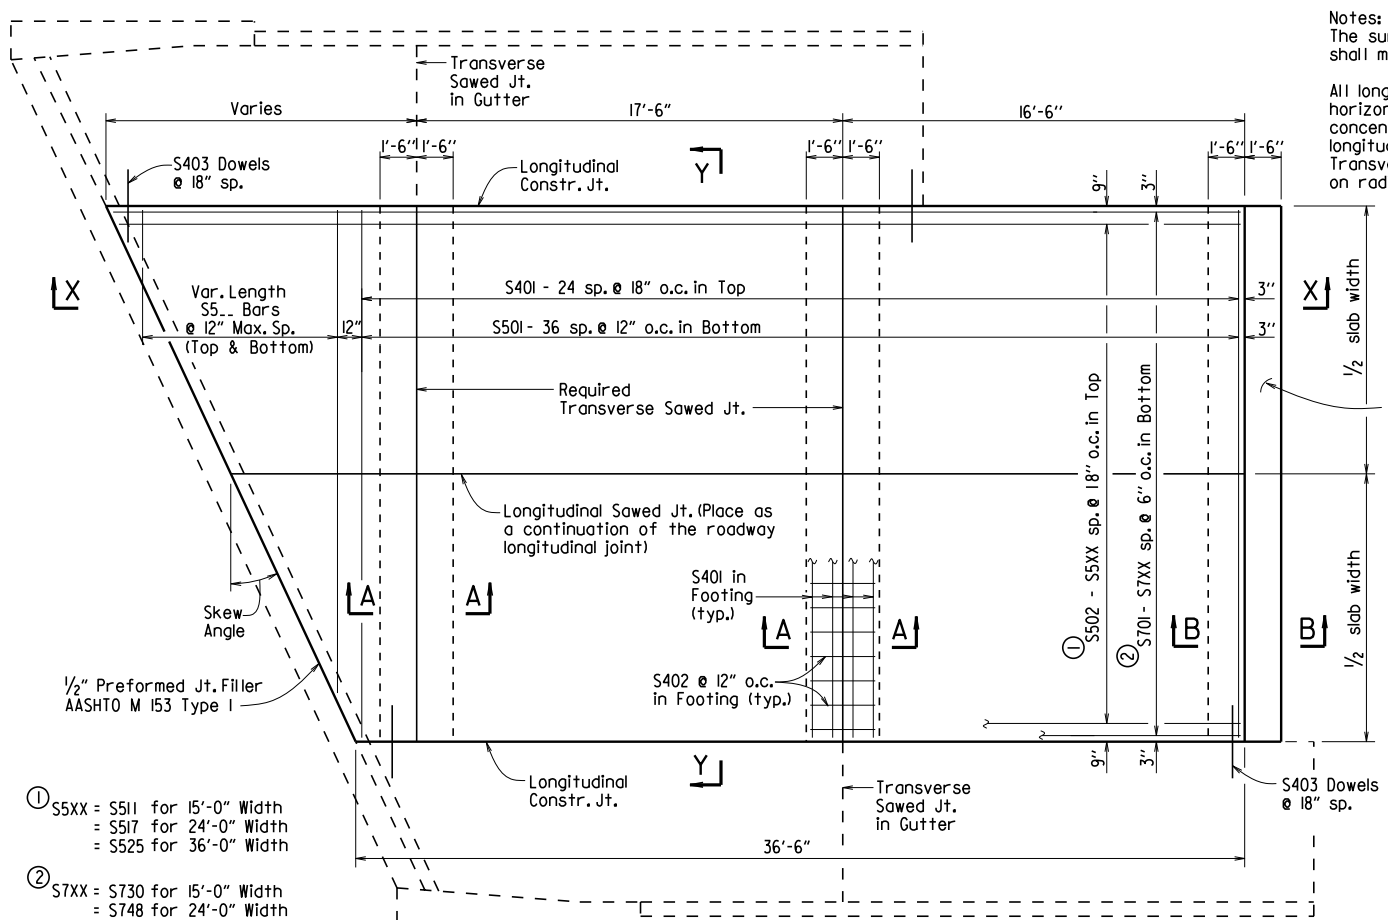 Notes:
The
shall
All
Transverse
Sawed Jt.
in Gutter
Varies
17'-6"
16'-6"
1'-6"
1'-6"
1'-6"
1'-6"
1'-6"
1'-6"
S403 Dowels
@ 18" sp.
Longitudinal
Constr. Jt.
Y
9"
3"
on
X
Var. Length
S5__ Bars
@ 12" Max. Sp.
(Top & Bottom)
12"
S401 - 24 sp. @ 18" o.c. in Top
3"
X
S501 - 36 sp. @ 12" o.c. in Bottom
3"
1/2 slab width
Required
Transverse Sawed Jt.
S502 - S5XX sp. @ 18" o.c. in Top
①
S701 - S7XX sp. @ 6" o.c. in Bottom
②
Longitudinal Sawed Jt. (Place as
a continuation of the roadway
longitudinal joint)
S401 in
Footing
(typ.)
A
A
A
A
B
B
1/2 slab width
Skew
Angle
S402 @ 12" o.c.
in Footing (typ.)
1/2" Preformed Jt. Filler
AASHTO M 153 Type I
9"
3"
Y
Longitudinal
Constr. Jt.
Transverse
Sawed Jt.
in Gutter
S403 Dowels
@ 18" sp.
36'-6"
① S5XX = S511 for 15'-0" Width
= S517 for 24'-0" Width
= S525 for 36'-0" Width
② S7XX = S730 for 15'-0" Width
= S748 for 24'-0" Width